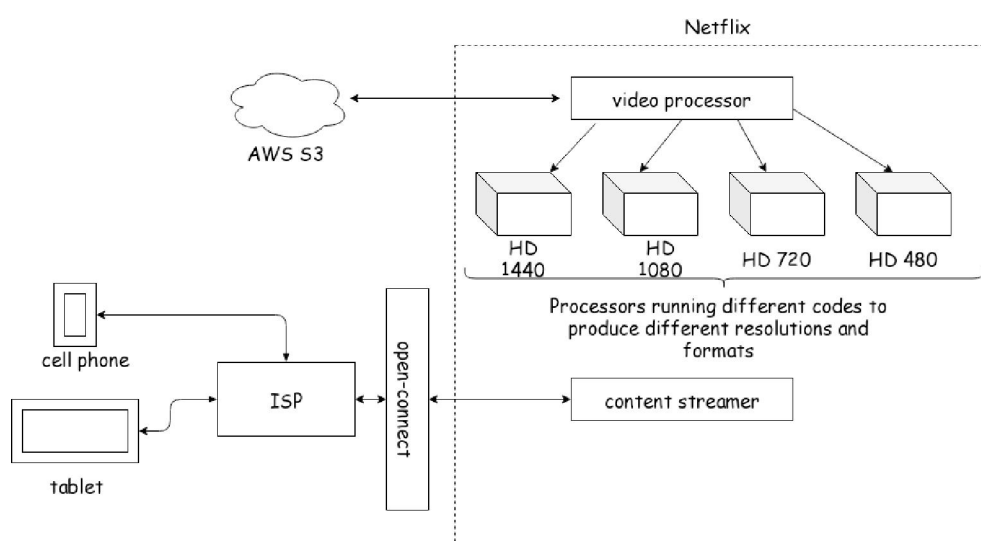 Netflix
video processor
AWS S3
HD
1440
HD
1080
HD 720
HD 480
Processors running different codes to
produce different resolutions and
formats
cell phone
ISP
open-connect
content streamer
tablet